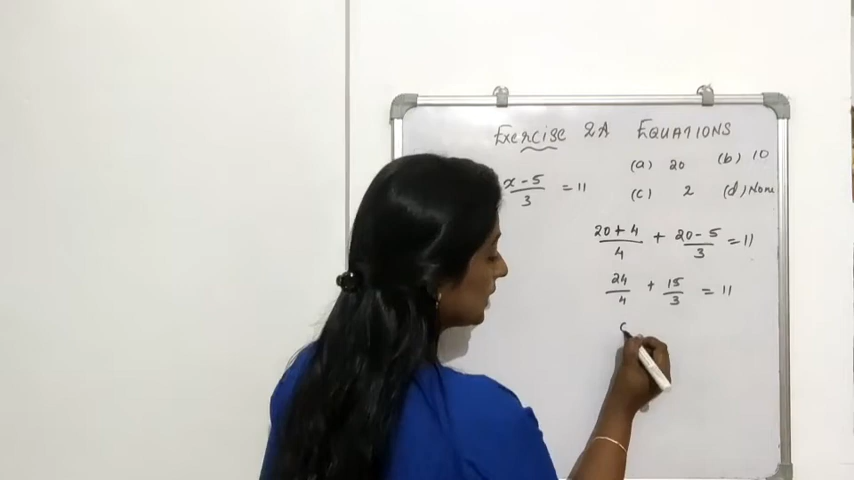 Exercise 2A EQUATIONS
(a) 20 (b) 10
x-5/3 = 11 (c) 2 (d) None
20+4/4 + 20-5/3 = 11
24/4 + 15/3 = 11